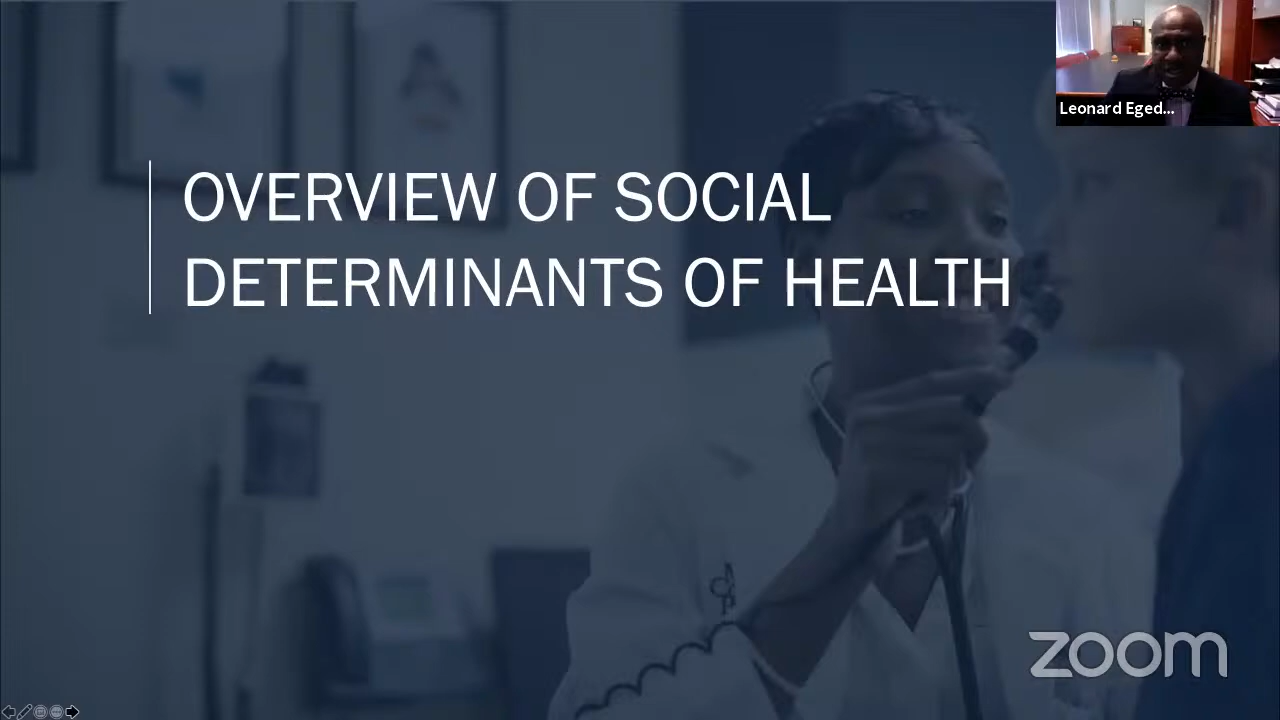 Leonard Eged...
OVERVIEW OF SOCIAL
DETERMINANTS OF HEALTH
zoom